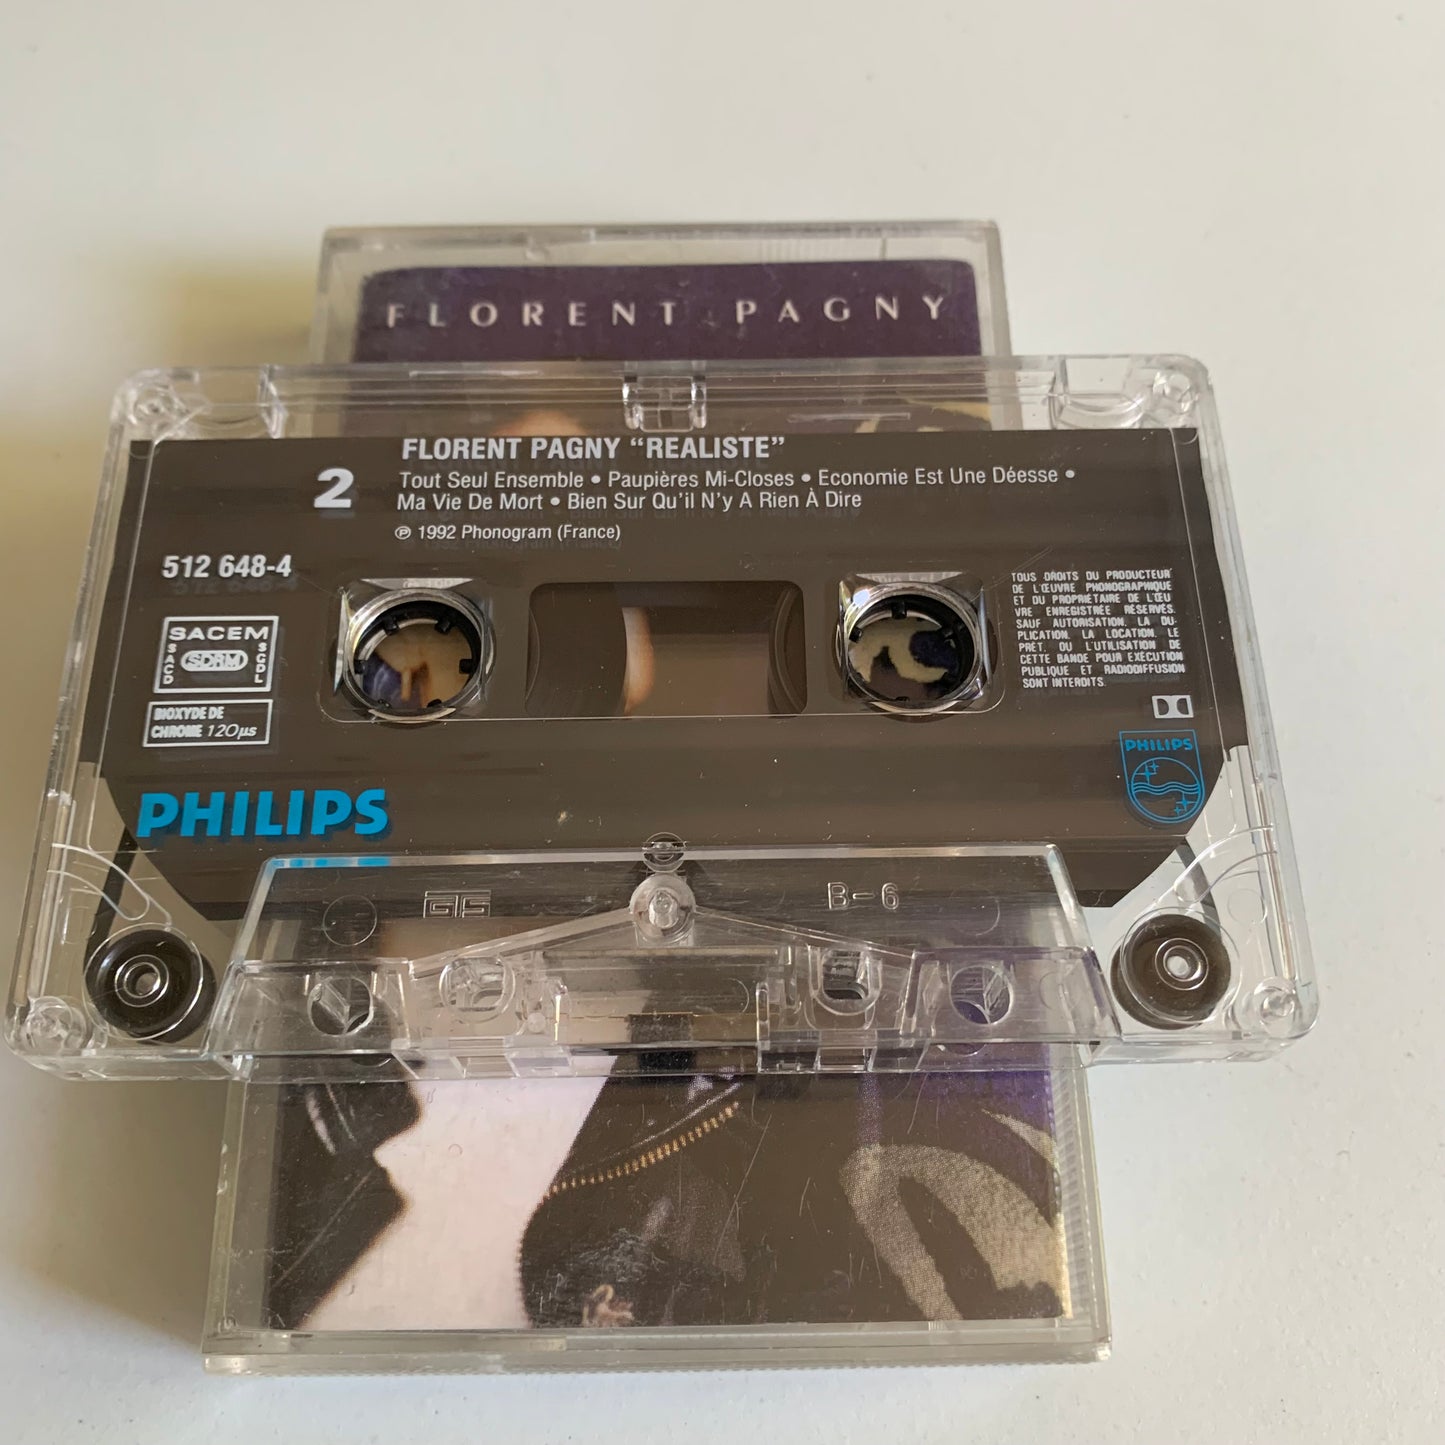 FLORENT PAGNY
FLORENT PAGNY “REALISTE”
2
Tout Seul Ensemble • Paupières Mi-Closes • Economie Est Une Déesse •
Ma Vie De Mort • Bien Sur Qu’il N’y A Rien À Dire
℗ 1992 Phonogram (France)
512 648-4
SACEM
SACD
SDRM
SGDL
BIOXYDE DE
CHROME 120µs
TOUS DROITS DU PRODUCTEUR
DE L'ŒUVRE PHONOGRAPHIQUE
ET DU PROPRIÉTAIRE DE L'ŒU
VRE ENREGISTRÉE RÉSERVÉS.
SAUF AUTORISATION, LA DU-
PLICATION, LA LOCATION, LE
PRÊT, OU L'UTILISATION DE
CETTE BANDE POUR EXÉCUTION
PUBLIQUE ET RADIODIFFUSION
SONT INTERDITS.
PHILIPS
PHILIPS
B-6